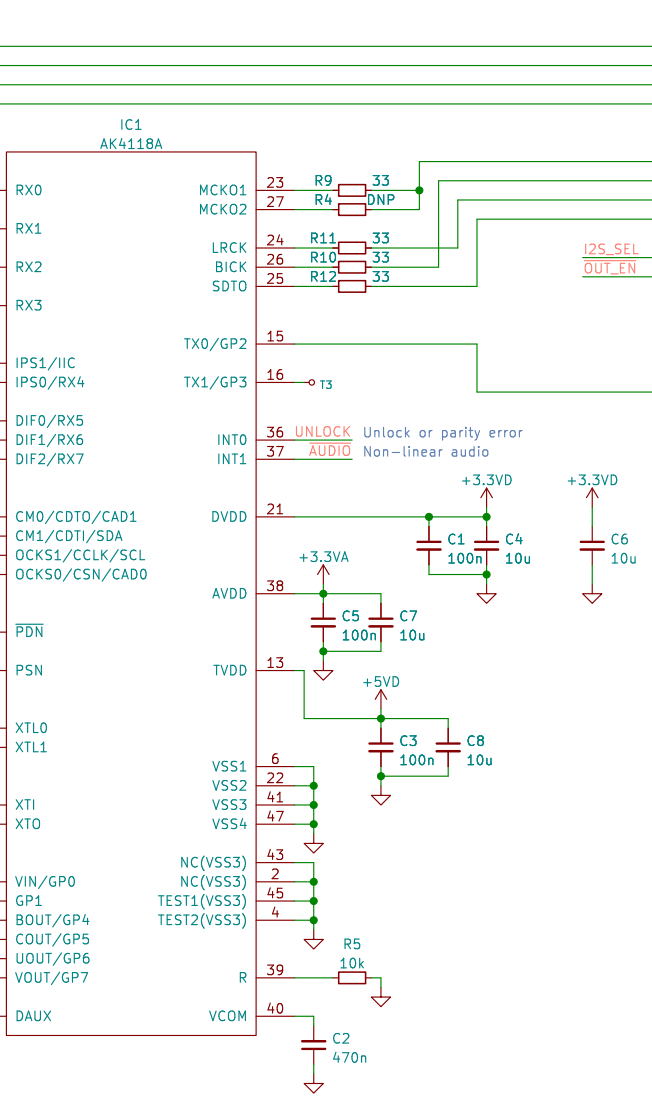 IC1
AK4118A
RX0
RX1
RX2
RX3
IPS1/IIC
IPS0/RX4
DIF0/RX5
DIF1/RX6
DIF2/RX7
CM0/CDTO/CAD1
CM1/CDTI/SDA
OCKS1/CCLK/SCL
OCKS0/CSN/CAD0
PDN
PSN
XTL0
XTL1
XTI
XTO
VIN/GP0
GP1
BOUT/GP4
COUT/GP5
UOUT/GP6
VOUT/GP7
DAUX
MCKO1 23 R9 33
MCKO2 27 R4 DNP
LRCK 24 R11 33
BICK 26 R10 33
SDTO 25 R12 33
I2S_SEL
OUT_EN
TX0/GP2 15
TX1/GP3 16 T3
INT0 36 UNLOCK Unlock or parity error
INT1 37 AUDIO Non-linear audio
+3.3VD
+3.3VD
DVDD 21
C1
100n
C4
10u
C6
10u
+3.3VA
AVDD 38
C5
100n
C7
10u
TVDD 13
+5VD
C3
100n
C8
10u
VSS1 6
VSS2 22
VSS3 41
VSS4 47
NC(VSS3) 43
NC(VSS3) 2
TEST1(VSS3) 45
TEST2(VSS3) 4
R 39
R5
10k
VCOM 40
C2
470n